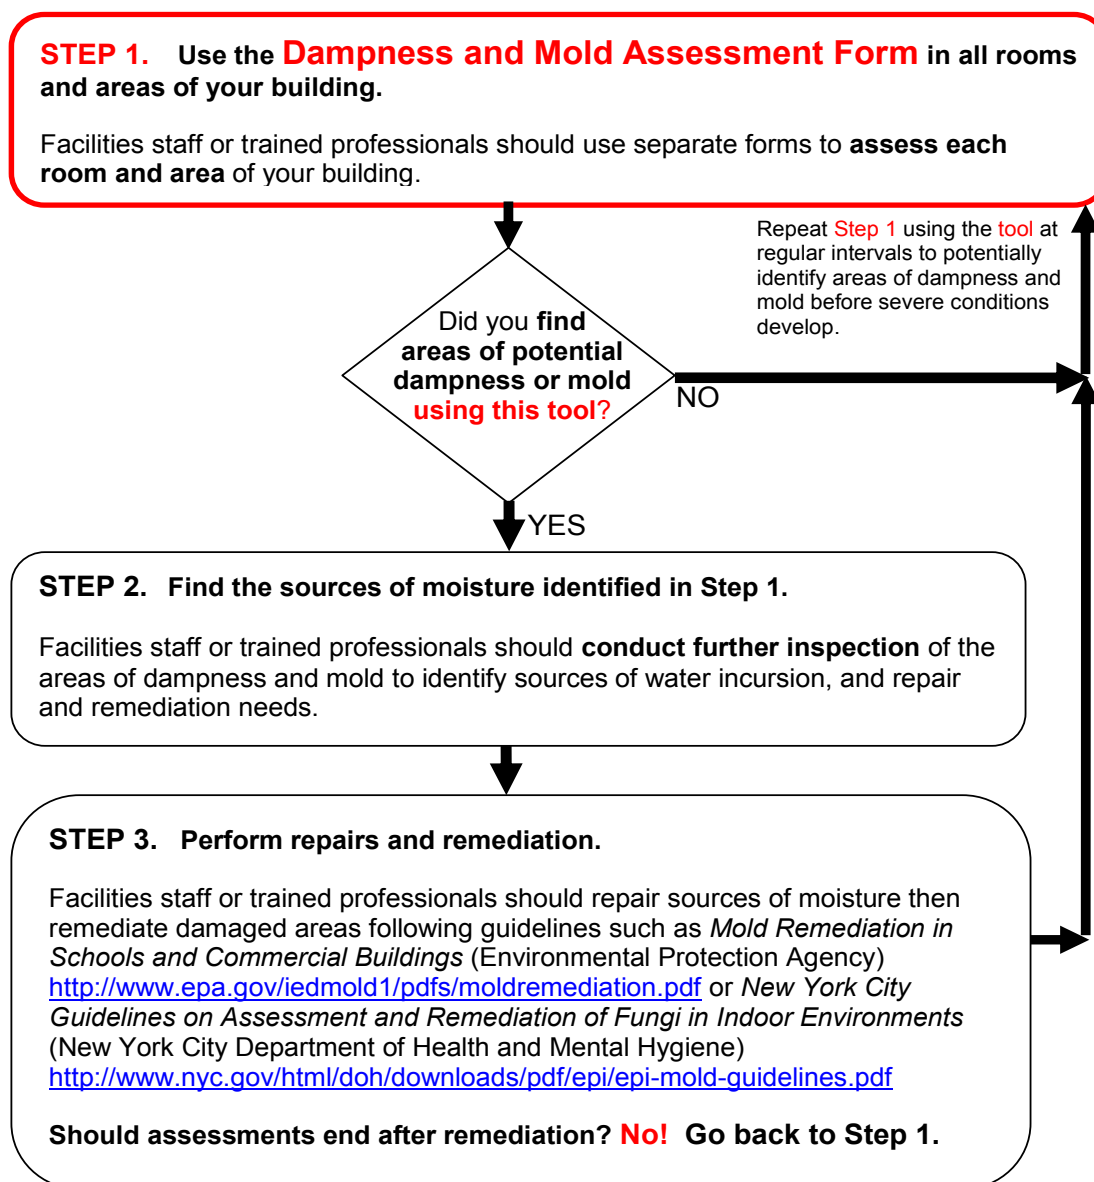 STEP 1. Use the Dampness and Mold Assessment Form in all rooms
and areas of your building.
Facilities staff or trained professionals should use separate forms to assess each
room and area of your building.
Repeat Step 1 using the tool at
regular intervals to potentially
identify areas of dampness and
mold before severe conditions
develop.
Did you find
areas of potential
dampness or mold
using this tool?
NO
YES
STEP 2. Find the sources of moisture identified in Step 1.
Facilities staff or trained professionals should conduct further inspection of the
areas of dampness and mold to identify sources of water incursion, and repair
and remediation needs.
STEP 3. Perform repairs and remediation.
Facilities staff or trained professionals should repair sources of moisture then
remediate damaged areas following guidelines such as Mold Remediation in
Schools and Commercial Buildings (Environmental Protection Agency)
http://www.epa.gov/iedmold1/pdfs/moldremediation.pdf or New York City
Guidelines on Assessment and Remediation of Fungi in Indoor Environments
(New York City Department of Health and Mental Hygiene)
http://www.nyc.gov/html/doh/downloads/pdf/epi/epi-mold-guidelines.pdf
Should assessments end after remediation? No! Go back to Step 1.